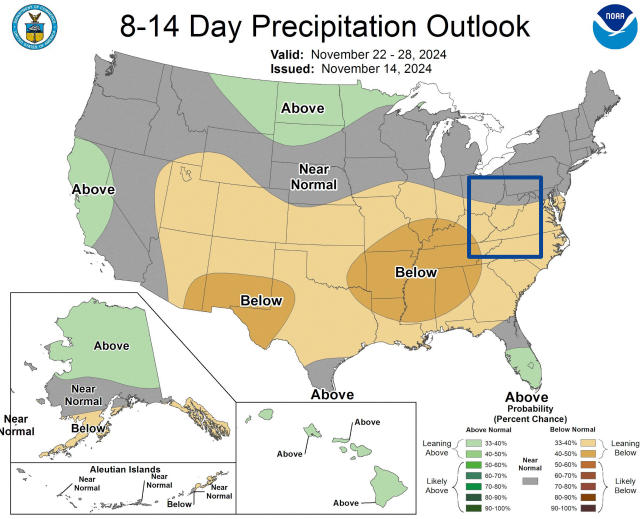 8-14 Day Precipitation Outlook
Valid: November 22 - 28, 2024
Issued: November 14, 2024
NOAA
Above
Above
Near
Normal
Below
Below
Above
Near
Normal
Below
Near
Normal
Above
Above
Above
Above
Above
Aleutian Islands
Near
Normal
Near
Normal
Near
Normal
Below
Probability
(Percent Chance)
Above Normal
Below Normal
Leaning
Above
33-40%
40-50%
33-40%
40-50%
Leaning
Below
Likely
Above
50-60%
60-70%
70-80%
80-90%
90-100%
Near
Normal
50-60%
60-70%
70-80%
80-90%
90-100%
Likely
Below